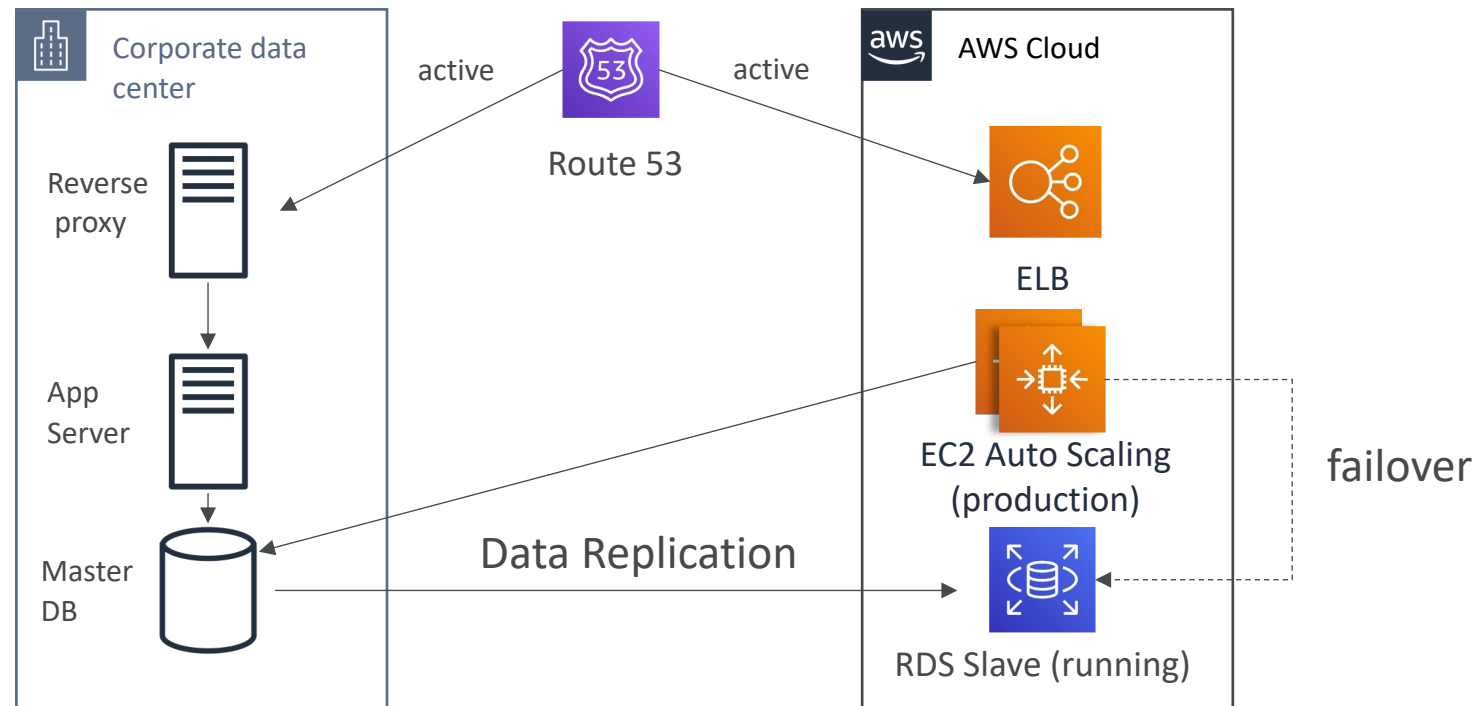 Corporate data
center
active
53
active
aws
AWS Cloud
Route 53
Reverse
proxy
ELB
App
Server
EC2 Auto Scaling
(production)
failover
Data Replication
Master
DB
RDS Slave (running)